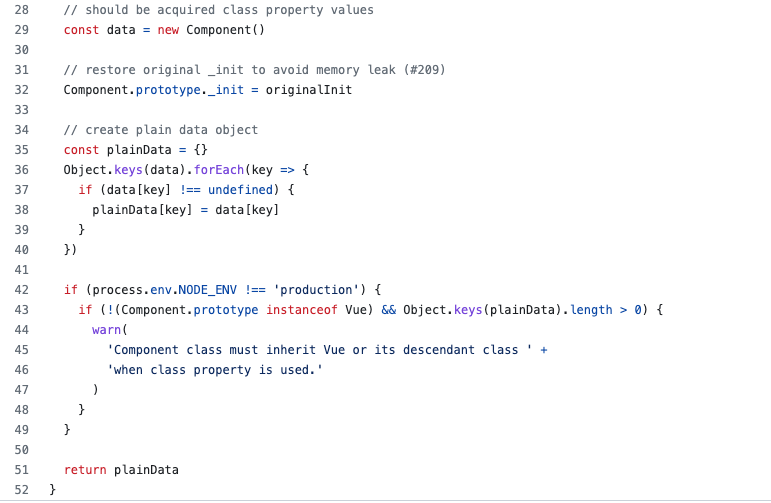 28 // should be acquired class property values
29 const data = new Component()
30
31 // restore original _init to avoid memory leak (#209)
32 Component.prototype._init = originalInit
33
34 // create plain data object
35 const plainData = {}
36 Object.keys(data).forEach(key => {
37 if (data[key] !== undefined) {
38 plainData[key] = data[key]
39 }
40 })
41
42 if (process.env.NODE_ENV !== 'production') {
43 if (!(Component.prototype instanceof Vue) && Object.keys(plainData).length > 0) {
44 warn(
45 'Component class must inherit Vue or its descendant class ' +
46 'when class property is used.'
47 )
48 }
49 }
50
51 return plainData
52 }